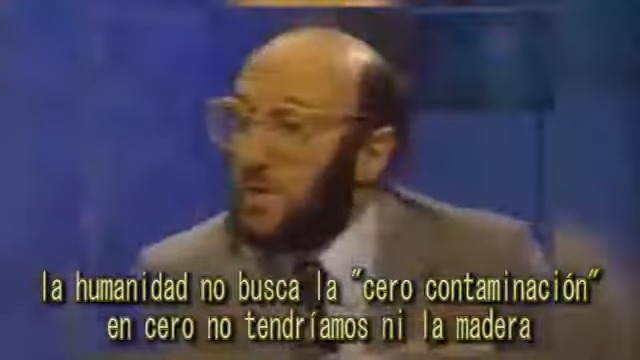 la humanidad no busca la "cero contaminación"
en cero no tendríamos ni la madera